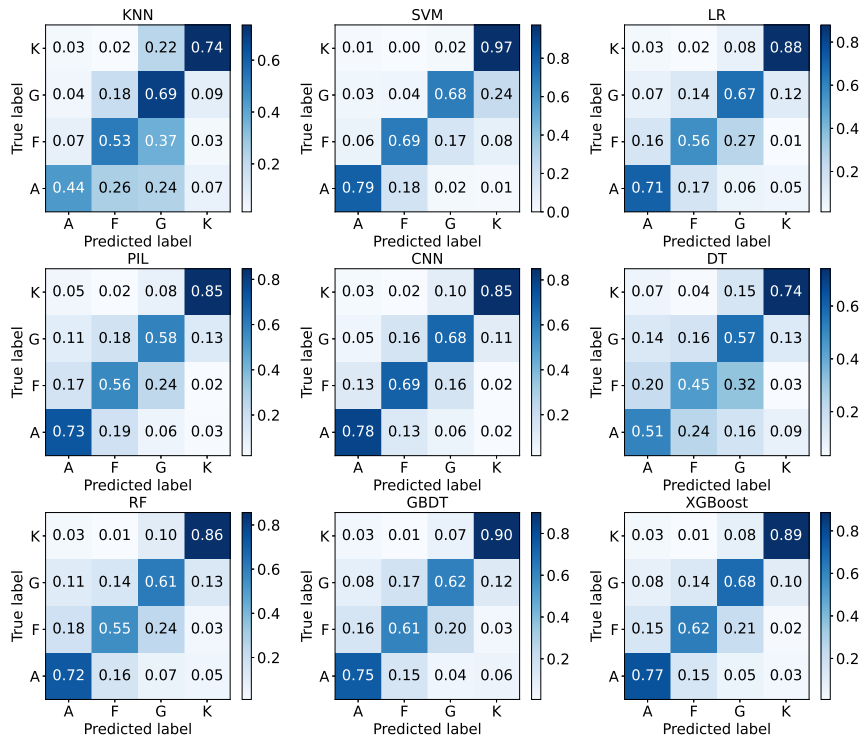 KNN
K 0.03 0.02 0.22 0.74
G 0.04 0.18 0.69 0.09
F 0.07 0.53 0.37 0.03
A 0.44 0.26 0.24 0.07
A F G K
Predicted label
True label
0.6
0.4
0.2
SVM
K 0.01 0.00 0.02 0.97
G 0.03 0.04 0.68 0.24
F 0.06 0.69 0.17 0.08
A 0.79 0.18 0.02 0.01
A F G K
Predicted label
True label
0.8
0.6
0.4
0.2
0.0
LR
K 0.03 0.02 0.08 0.88
G 0.07 0.14 0.67 0.12
F 0.16 0.56 0.27 0.01
A 0.71 0.17 0.06 0.05
A F G K
Predicted label
True label
0.8
0.6
0.4
0.2
PIL
K 0.05 0.02 0.08 0.85
G 0.11 0.18 0.58 0.13
F 0.17 0.56 0.24 0.02
A 0.73 0.19 0.06 0.03
A F G K
Predicted label
True label
0.8
0.6
0.4
0.2
CNN
K 0.03 0.02 0.10 0.85
G 0.05 0.16 0.68 0.11
F 0.13 0.69 0.16 0.02
A 0.78 0.13 0.06 0.02
A F G K
Predicted label
True label
0.8
0.6
0.4
0.2
DT
K 0.07 0.04 0.15 0.74
G 0.14 0.16 0.57 0.13
F 0.20 0.45 0.32 0.03
A 0.51 0.24 0.16 0.09
A F G K
Predicted label
True label
0.6
0.4
0.2
RF
K 0.03 0.01 0.10 0.86
G 0.11 0.14 0.61 0.13
F 0.18 0.55 0.24 0.03
A 0.72 0.16 0.07 0.05
A F G K
Predicted label
True label
0.8
0.6
0.4
0.2
GBDT
K 0.03 0.01 0.07 0.90
G 0.08 0.17 0.62 0.12
F 0.16 0.61 0.20 0.03
A 0.75 0.15 0.04 0.06
A F G K
Predicted label
True label
0.8
0.6
0.4
0.2
XGBoost
K 0.03 0.01 0.08 0.89
G 0.08 0.14 0.68 0.10
F 0.15 0.62 0.21 0.02
A 0.77 0.15 0.05 0.03
A F G K
Predicted label
True label
0.8
0.6
0.4
0.2